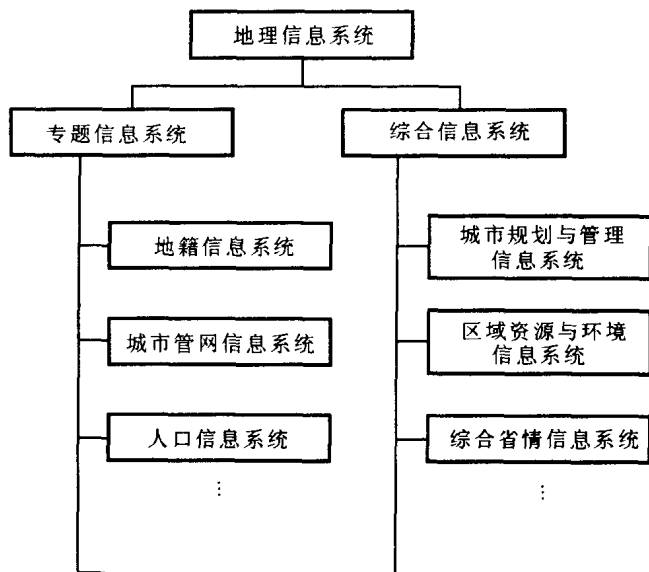 地理信息系统
专题信息系统
综合信息系统
地籍信息系统
城市规划与管理
信息系统
城市管网信息系统
区域资源与环境
信息系统
人口信息系统
综合省情信息系统
⋮
⋮